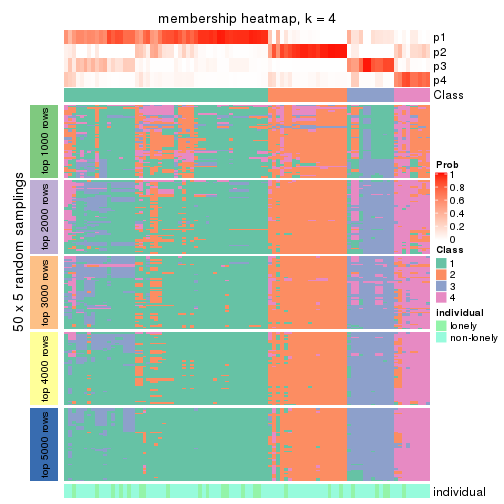 membership heatmap, k = 4
p1
p2
p3
p4
Class
50 x 5 random samplings
top 1000 rows
top 2000 rows
top 3000 rows
top 4000 rows
top 5000 rows
Prob
1
0.8
0.6
0.4
0.2
0
Class
1
2
3
4
individual
lonely
non-lonely
individual